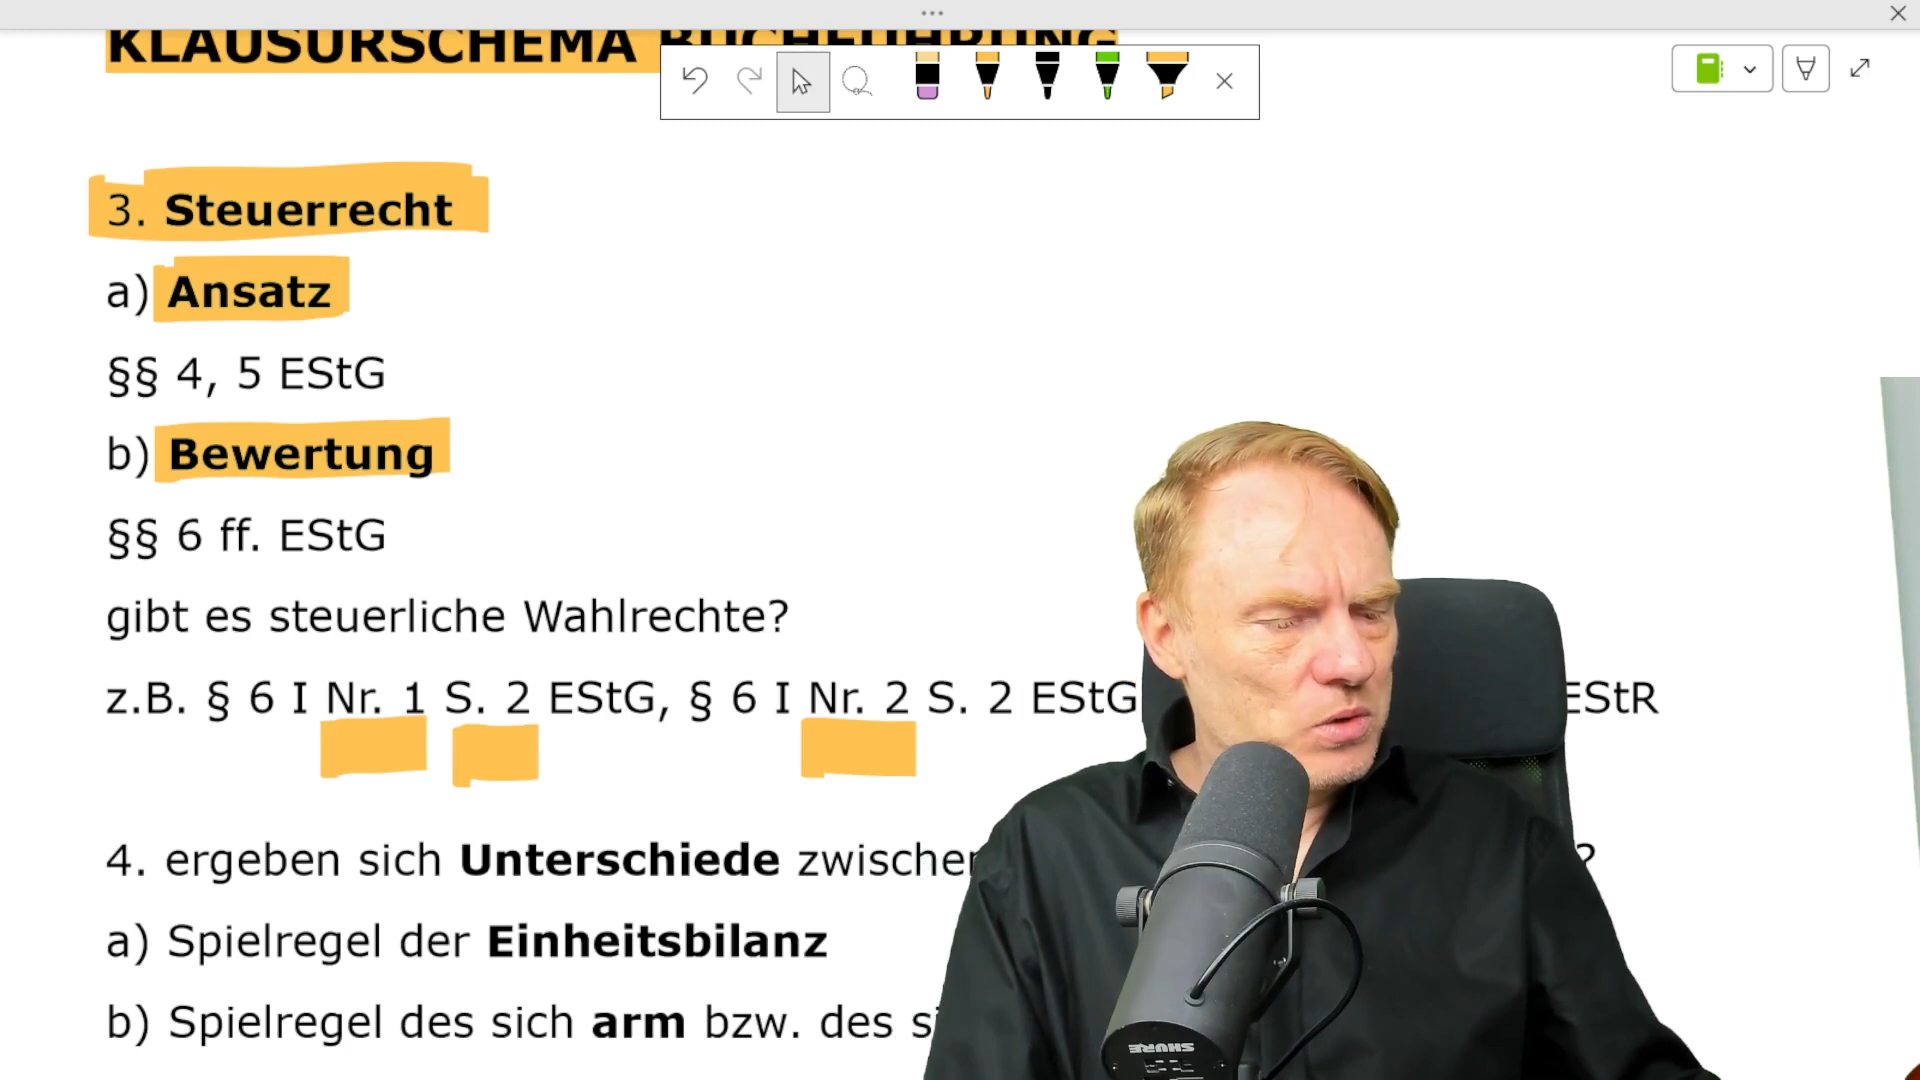 KLAUSURSCHEMA BUCHFÜHRUNG
3. Steuerrecht
a) Ansatz
§§ 4, 5 EStG
b) Bewertung
§§ 6 ff. EStG
gibt es steuerliche Wahlrechte?
z.B. § 6 I Nr. 1 S. 2 EStG, § 6 I Nr. 2 S. 2 EStG EStR
4. ergeben sich Unterschiede zwischen ?
a) Spielregel der Einheitsbilanz
b) Spielregel des sich arm bzw. des
SHURE